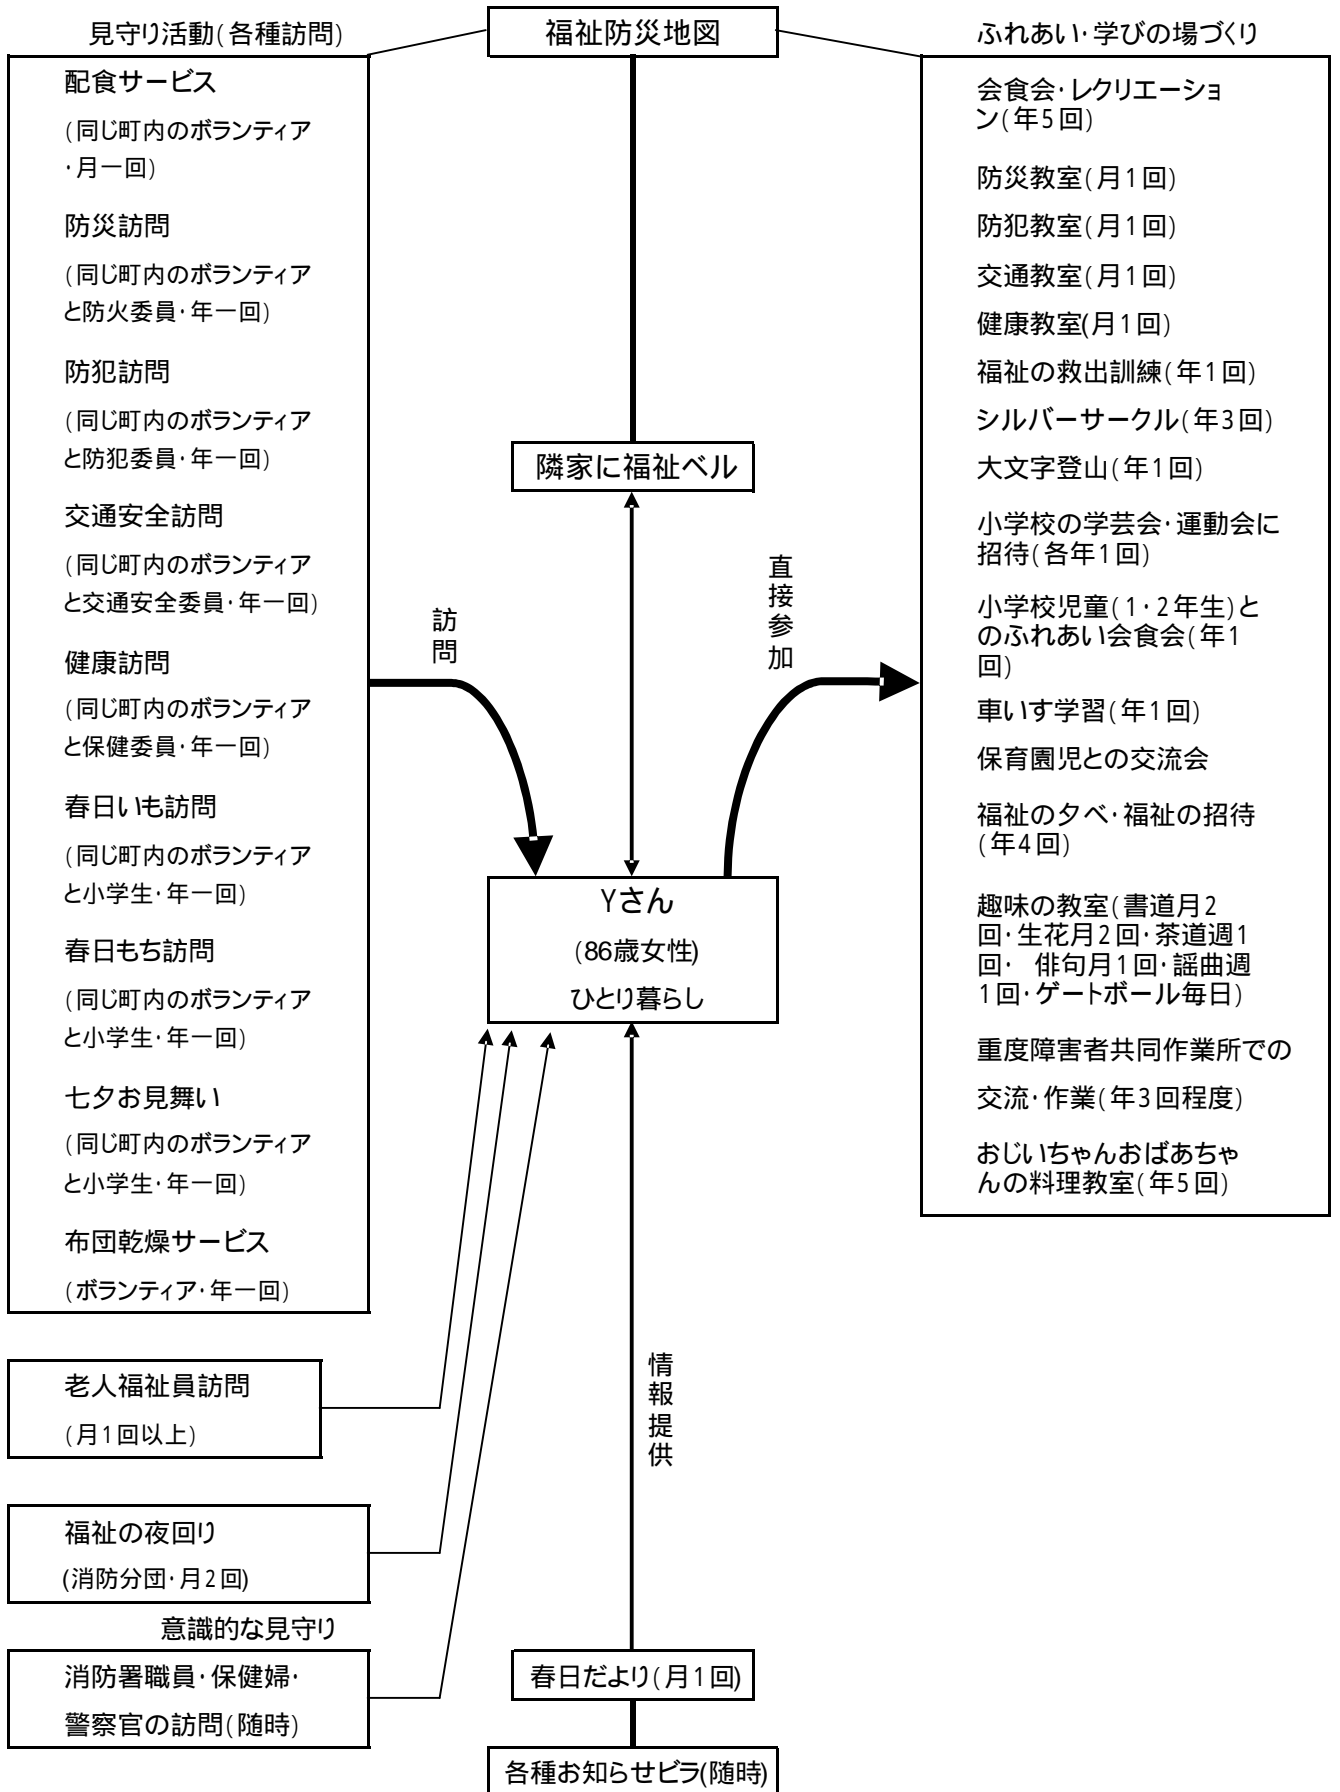 見守り活動(各種訪問)
配食サービス
(同じ町内のボランティア
・月一回)
防災訪問
(同じ町内のボランティア
と防火委員・年一回)
防犯訪問
(同じ町内のボランティア
と防犯委員・年一回)
交通安全訪問
(同じ町内のボランティア
と交通安全委員・年一回)
健康訪問
(同じ町内のボランティア
と保健委員・年一回)
春日いも訪問
(同じ町内のボランティア
と小学生・年一回)
春日もち訪問
(同じ町内のボランティア
と小学生・年一回)
七夕お見舞い
(同じ町内のボランティア
と小学生・年一回)
布団乾燥サービス
(ボランティア・年一回)
老人福祉員訪問
(月1回以上)
福祉の夜回り
(消防分団・月2回)
意識的な見守り
消防署職員・保健婦・
警察官の訪問(随時)
福祉防災地図
隣家に福祉ベル
訪問
直接参加
Yさん
(86歳女性)
ひとり暮らし
情報提供
春日だより(月1回)
各種お知らせビラ(随時)
ふれあい・学びの場づくり
会食会・レクリエーショ
ン(年5回)
防災教室(月1回)
防犯教室(月1回)
交通教室(月1回)
健康教室(月1回)
福祉の救出訓練(年1回)
シルバーサークル(年3回)
大文字登山(年1回)
小学校の学芸会・運動会に
招待(各年1回)
小学校児童(1・2年生)と
のふれあい会食会(年1
回)
車いす学習(年1回)
保育園児との交流会
福祉の夕べ・福祉の招待
(年4回)
趣味の教室(書道月2
回・生花月2回・茶道週1
回・ 俳句月1回・謡曲週
1回・ゲートボール毎日)
重度障害者共同作業所での
交流・作業(年3回程度)
おじいちゃんおばあちゃ
んの料理教室(年5回)